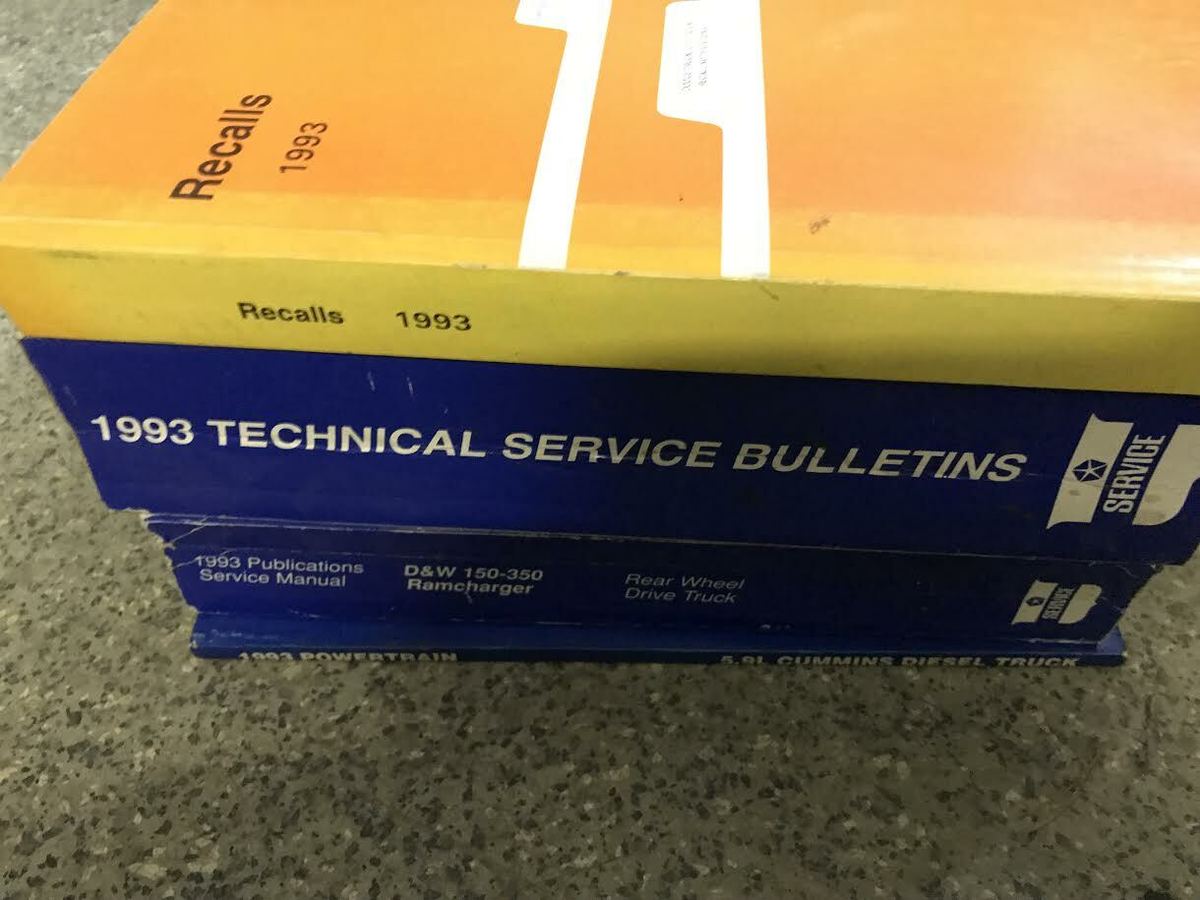 Recalls
1993
Recalls 1993
1993 TECHNICAL SERVICE BULLETINS
SERVICE
1993 Publications
Service Manual
D&W 150-350
Ramcharger
Rear Wheel
Drive Truck
SERVICE
1993 POWERTRAIN
5.9L CUMMINS DIESEL TRUCK